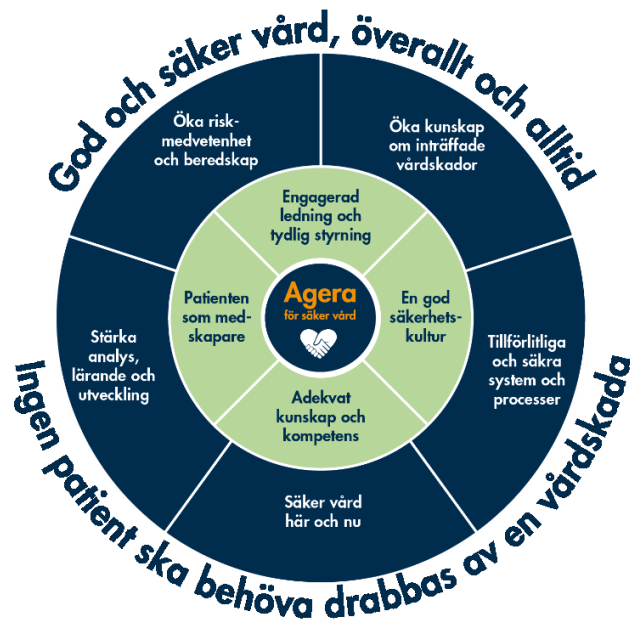 God och säker vård, överallt och alltid
Öka risk-
medvetenhet
och beredskap
Öka kunskap
om inträffade
vårdskador
Engagerad
ledning och
tydlig styrning
Patienten
som med-
skapare
Agera
för säker vård
En god
säkerhets-
kultur
Stärka
analys,
lärande och
utveckling
Tillförlitliga
och säkra
system och
processer
Adekvat
kunskap och
kompetens
Säker vård
här och nu
Ingen patient ska behöva drabbas av en vårdskada